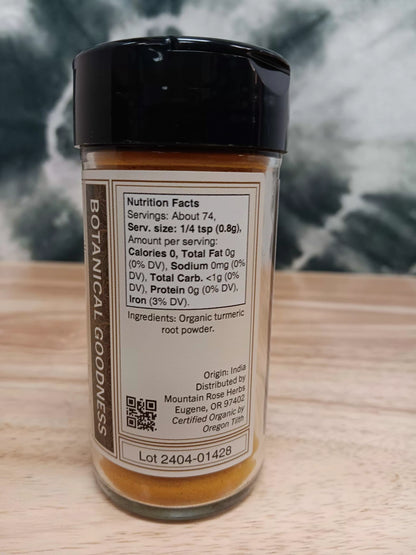 BOTANICAL GOODNESS
Nutrition Facts
Servings: About 74,
Serv. size: 1/4 tsp (0.8g),
Amount per serving:
Calories 0, Total Fat 0g
(0% DV), Sodium 0mg (0%
DV), Total Carb. <1g (0%
DV), Protein 0g (0% DV),
Iron (3% DV).
Ingredients: Organic turmeric
root powder.
Origin: India
Distributed by
Mountain Rose Herbs
Eugene, OR 97402
Certified Organic by
Oregon Tilth
Lot 2404-01428